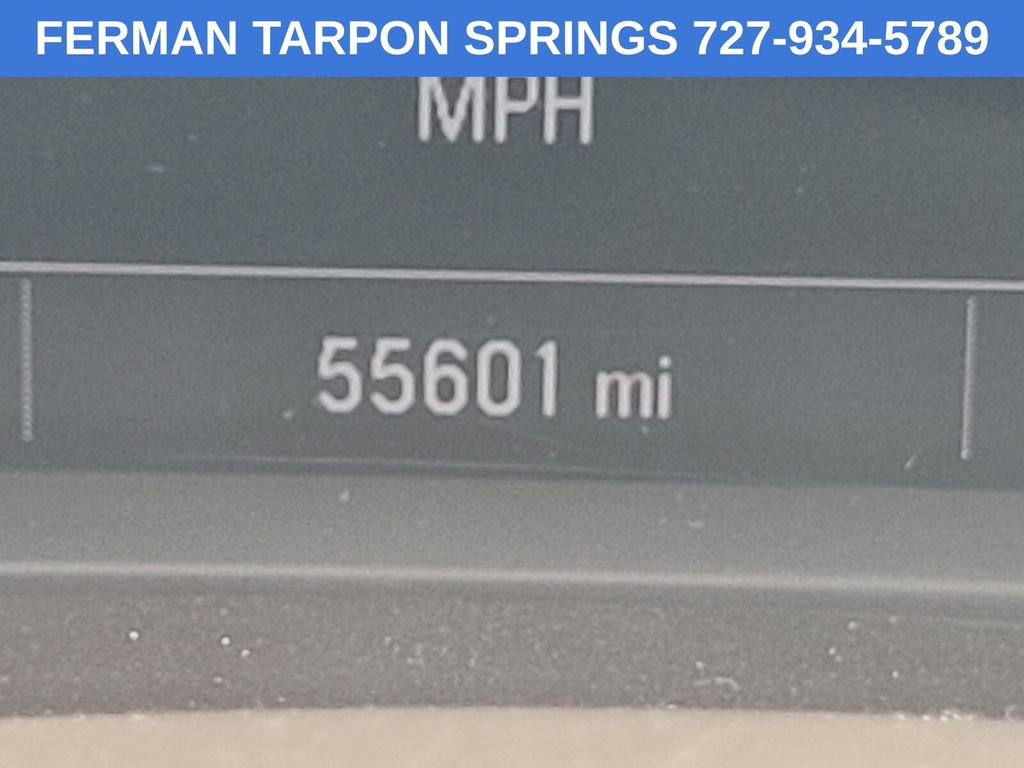 FERMAN TARPON SPRINGS 727-934-5789
MPH
55601 mi